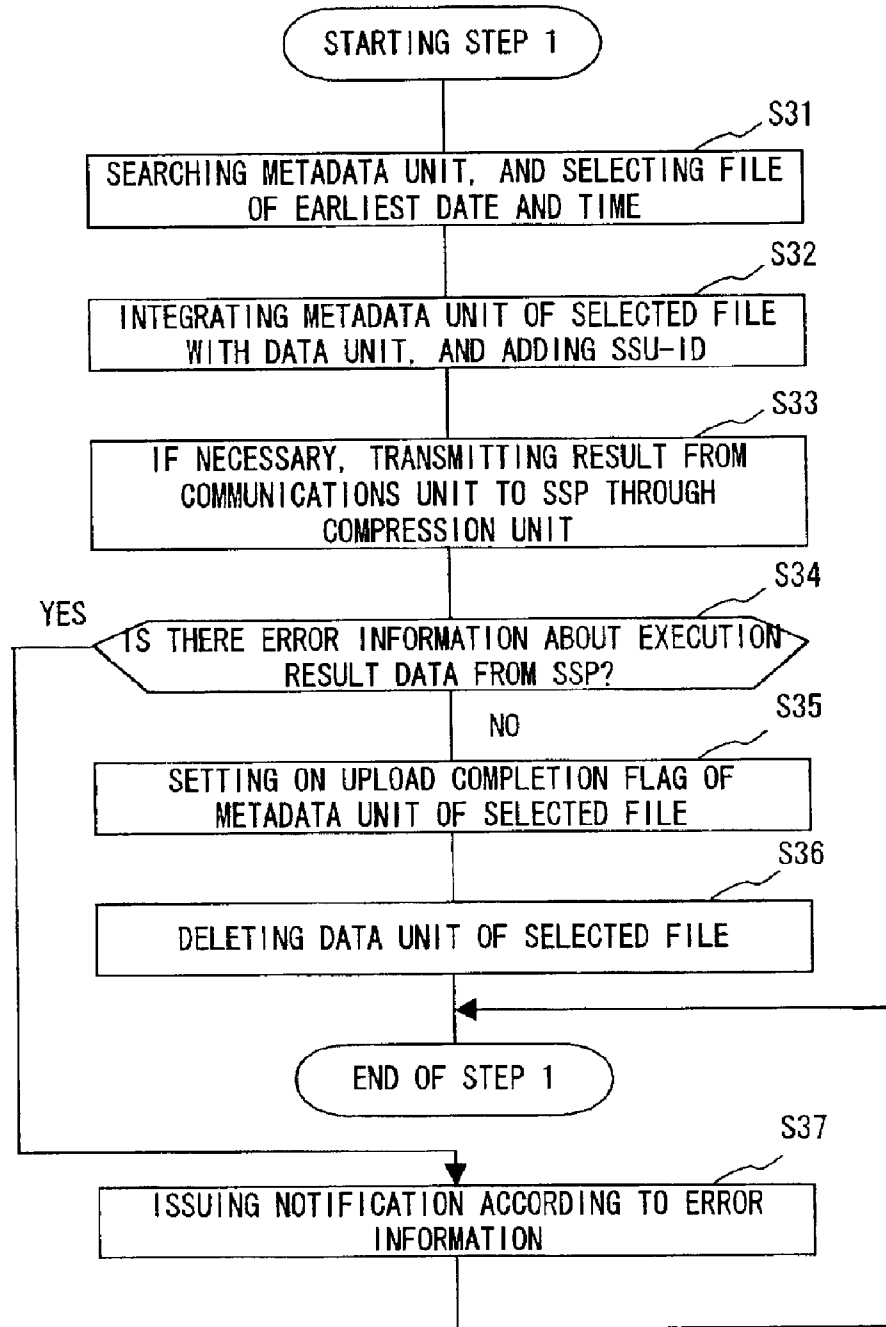 STARTING STEP 1
S31
SEARCHING METADATA UNIT, AND SELECTING FILE
OF EARLIEST DATE AND TIME
S32
INTEGRATING METADATA UNIT OF SELECTED FILE
WITH DATA UNIT, AND ADDING SSU-ID
S33
IF NECESSARY, TRANSMITTING RESULT FROM
COMMUNICATIONS UNIT TO SSP THROUGH
COMPRESSION UNIT
S34
YES
IS THERE ERROR INFORMATION ABOUT EXECUTION
RESULT DATA FROM SSP?
NO
S35
SETTING ON UPLOAD COMPLETION FLAG OF
METADATA UNIT OF SELECTED FILE
S36
DELETING DATA UNIT OF SELECTED FILE
END OF STEP 1
S37
ISSUING NOTIFICATION ACCORDING TO ERROR
INFORMATION